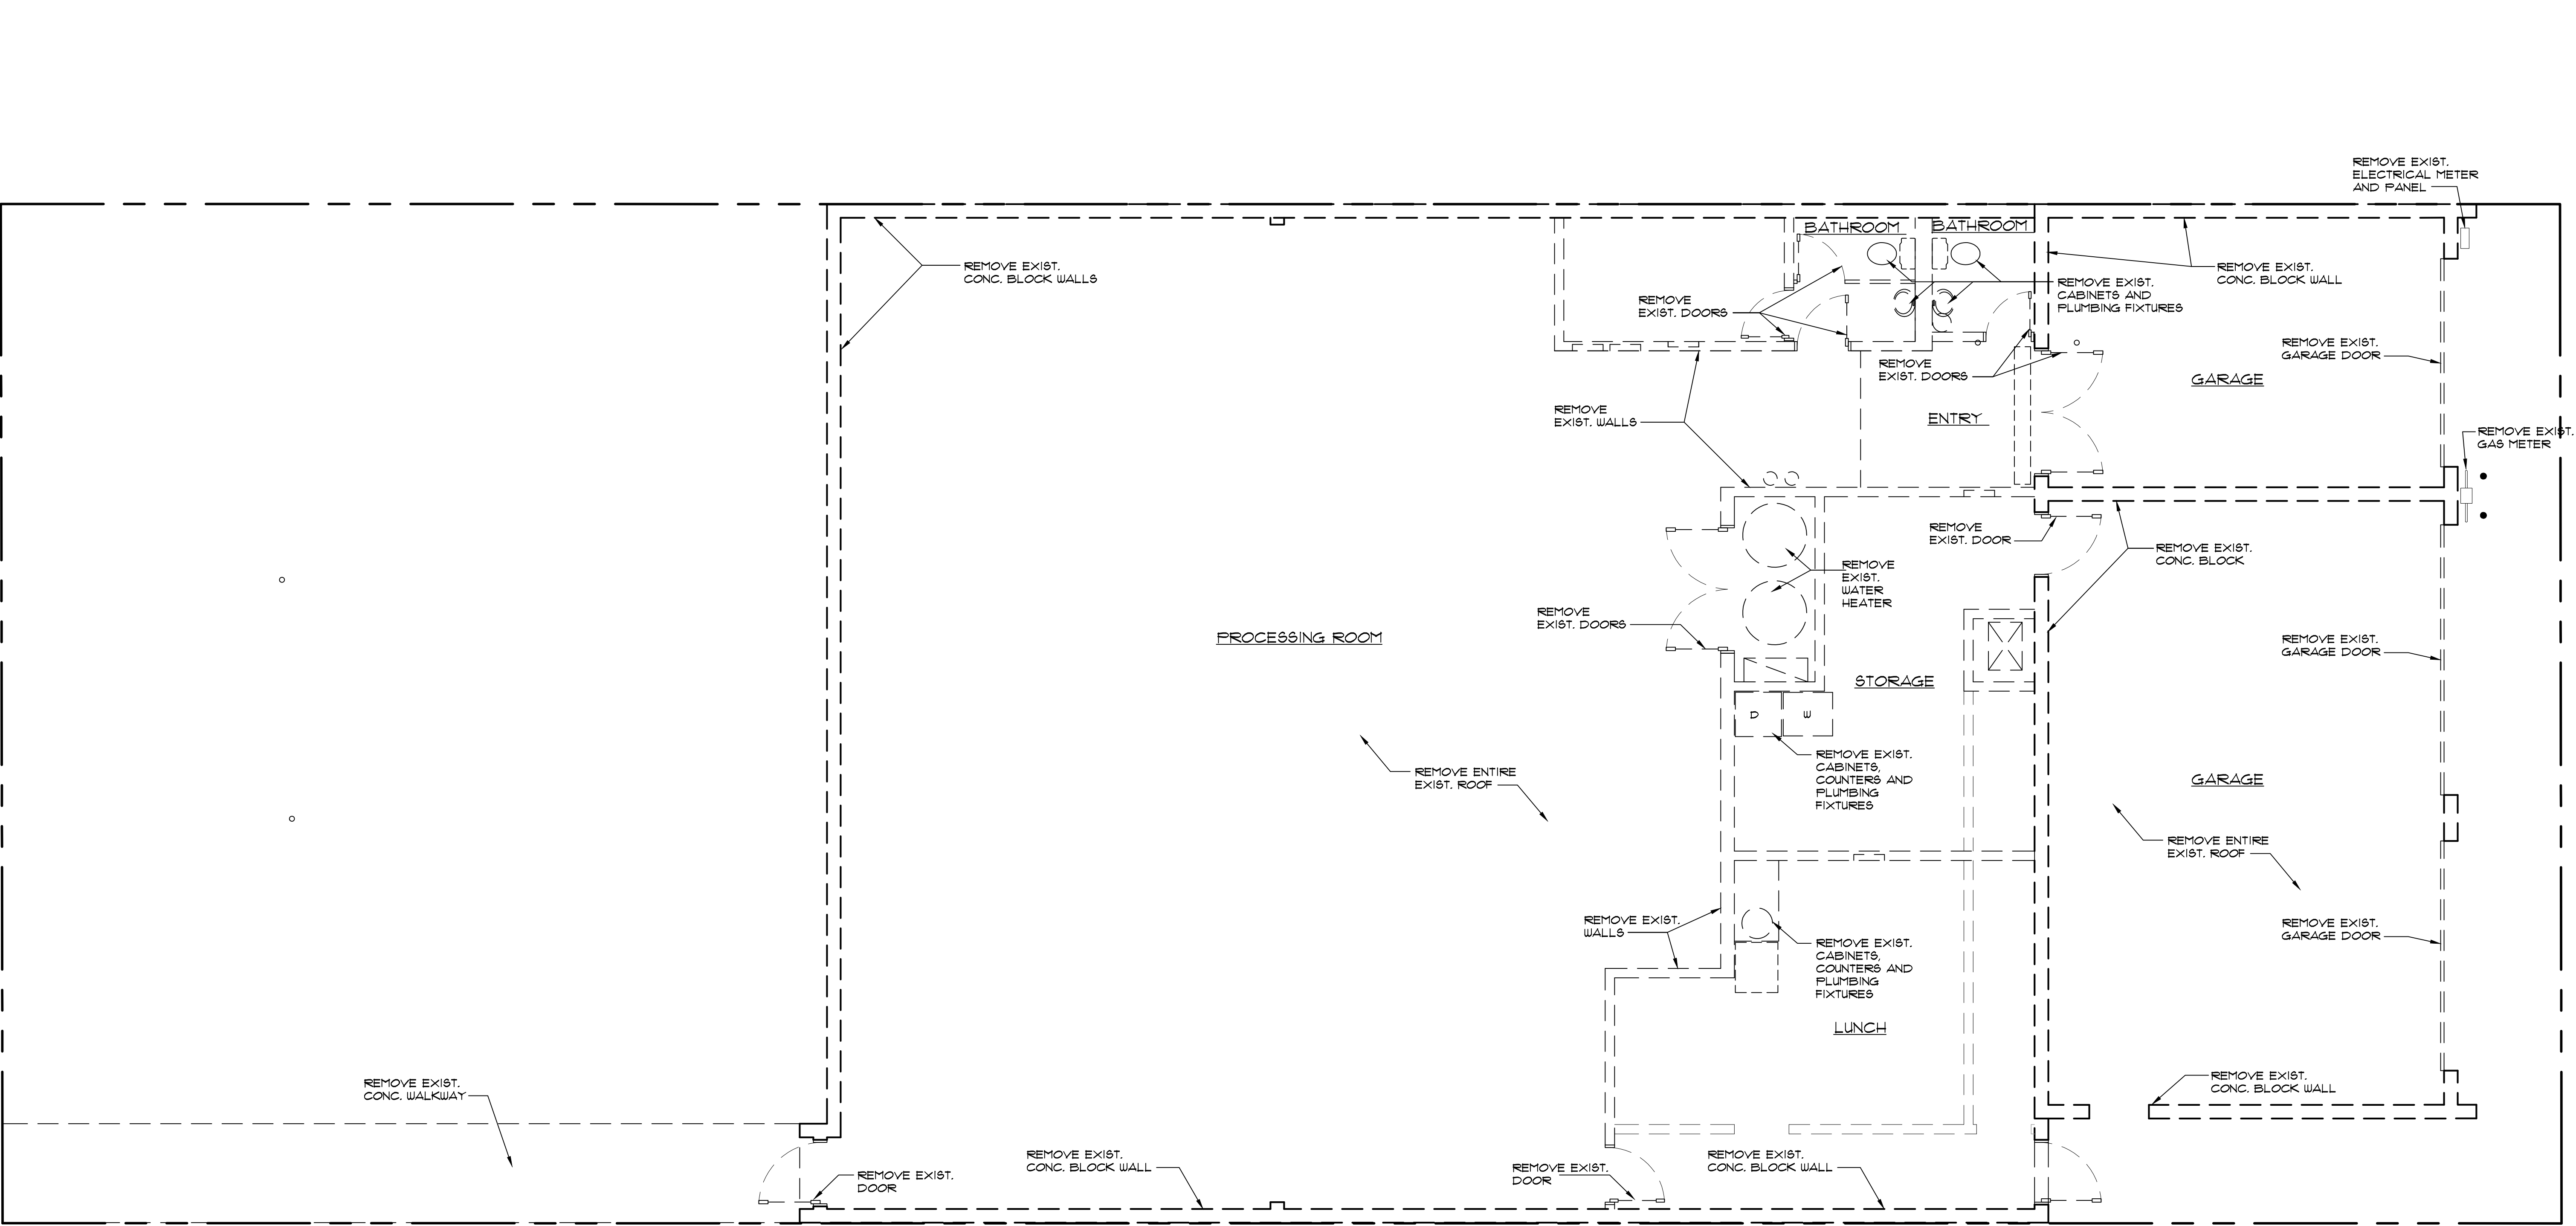 REMOVE EXIST.
ELECTRICAL METER
AND PANEL
BATHROOM
BATHROOM
REMOVE EXIST.
CONC. BLOCK WALLS
REMOVE EXIST.
CONC. BLOCK WALL
REMOVE EXIST.
CABINETS AND
PLUMBING FIXTURES
REMOVE
EXIST. DOORS
REMOVE EXIST.
GARAGE DOOR
REMOVE
EXIST. DOORS
GARAGE
REMOVE
EXIST. WALLS
ENTRY
REMOVE EXIST.
GAS METER
REMOVE
EXIST. DOOR
REMOVE EXIST.
CONC. BLOCK
REMOVE
EXIST.
WATER
HEATER
REMOVE
EXIST. DOORS
PROCESSING ROOM
REMOVE EXIST.
GARAGE DOOR
STORAGE
D
W
REMOVE EXIST.
CABINETS,
COUNTERS AND
PLUMBING
FIXTURES
REMOVE ENTIRE
EXIST. ROOF
GARAGE
REMOVE ENTIRE
EXIST. ROOF
REMOVE EXIST.
WALLS
REMOVE EXIST.
GARAGE DOOR
REMOVE EXIST.
CABINETS,
COUNTERS AND
PLUMBING
FIXTURES
LUNCH
REMOVE EXIST.
CONC. WALKWAY
REMOVE EXIST.
CONC. BLOCK WALL
REMOVE EXIST.
DOOR
REMOVE EXIST.
CONC. BLOCK WALL
REMOVE EXIST.
DOOR
REMOVE EXIST.
CONC. BLOCK WALL